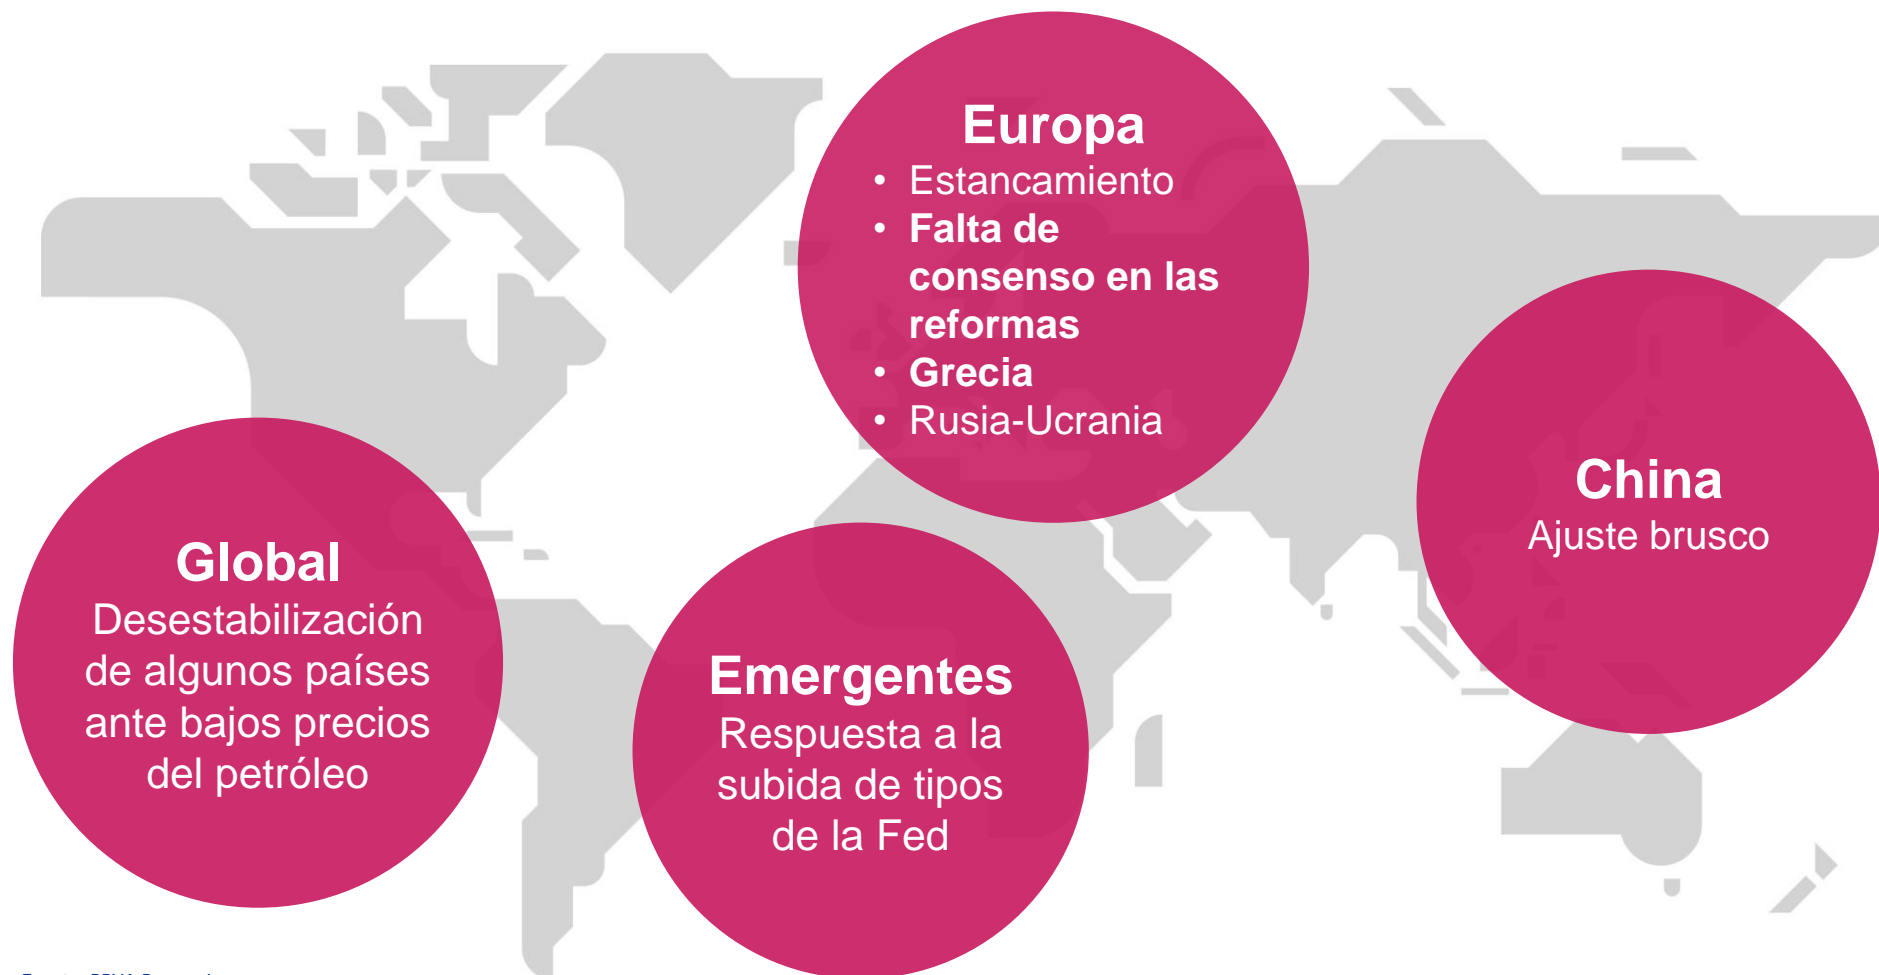 Europa
• Estancamiento
• Falta de
consenso en las
reformas
• Grecia
• Rusia-Ucrania
China
Ajuste brusco
Global
Desestabilización
de algunos países
ante bajos precios
del petróleo
Emergentes
Respuesta a la
subida de tipos
de la Fed